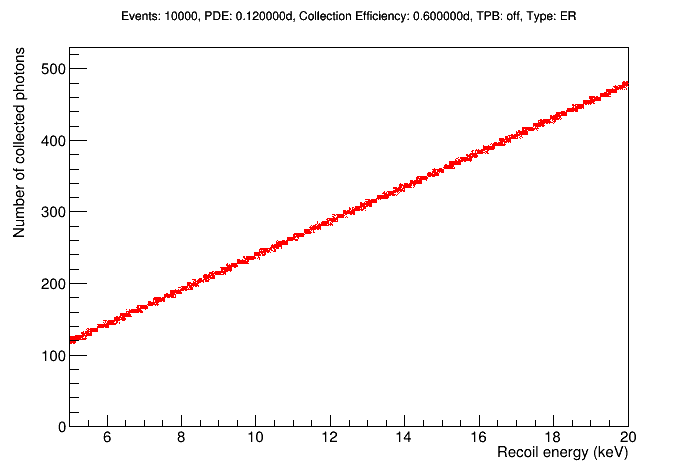 Events: 10000, PDE: 0.120000d, Collection Efficiency: 0.600000d, TPB: off, Type: ER
Number of collected photons
500
400
300
200
100
0
6 8 10 12 14 16 18 20
Recoil energy (keV)